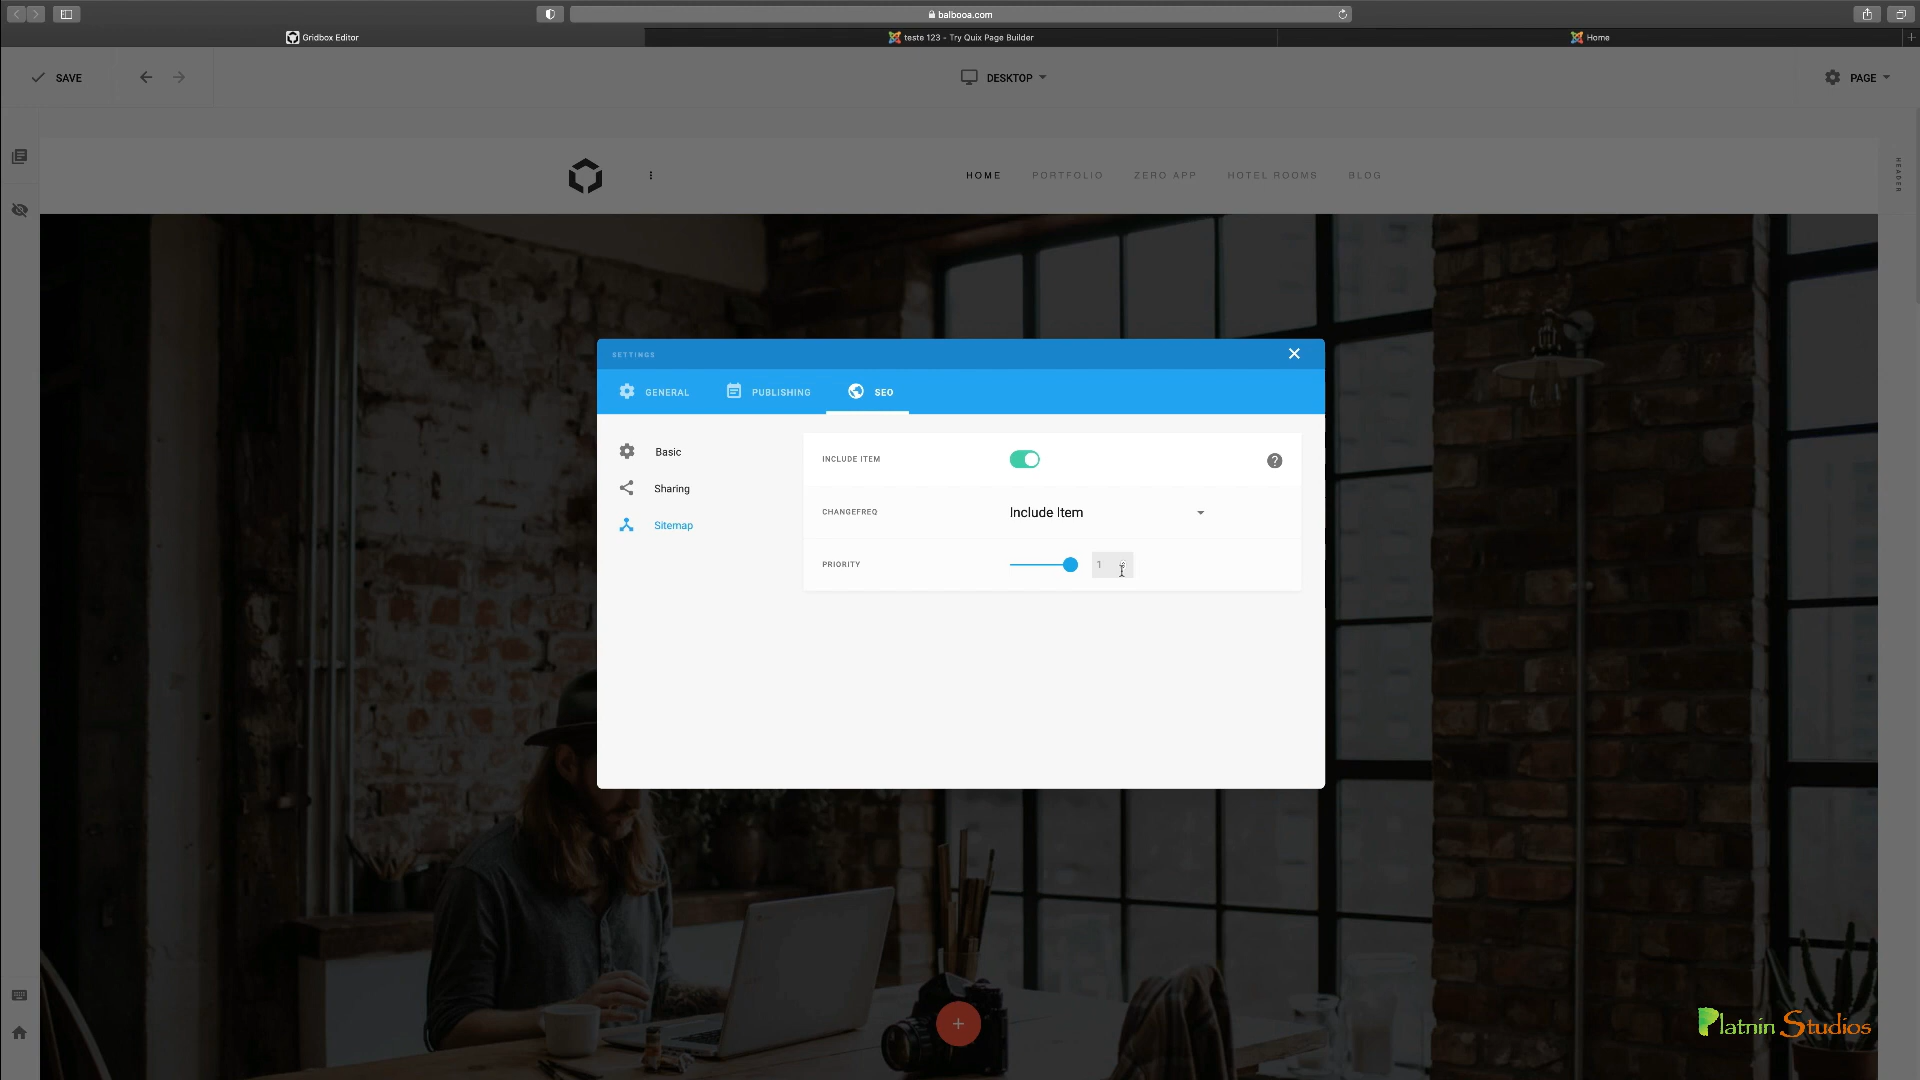 balbooa.com
Gridbox Editor
teste 123 - Try Quix Page Builder
Home
SAVE
DESKTOP
PAGE
HOME
PORTFOLIO
ZERO APP
HOTEL ROOMS
BLOG
HEADER
SETTINGS
GENERAL
PUBLISHING
SEO
Basic
Sharing
Sitemap
INCLUDE ITEM
CHANGEFREQ
Include Item
PRIORITY
1
Platnin Studios